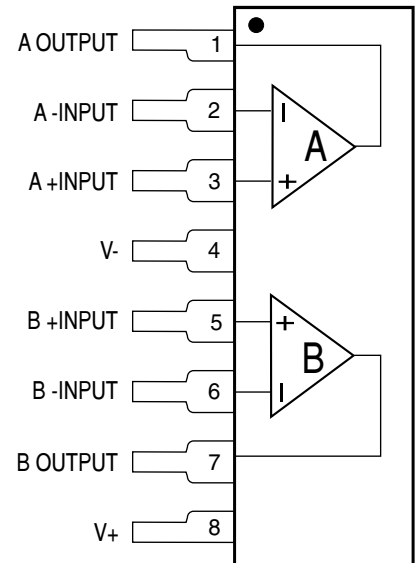 A OUTPUT 1
A -INPUT 2
A +INPUT 3
V- 4
B +INPUT 5
B -INPUT 6
B OUTPUT 7
V+ 8
- A +
+ B -